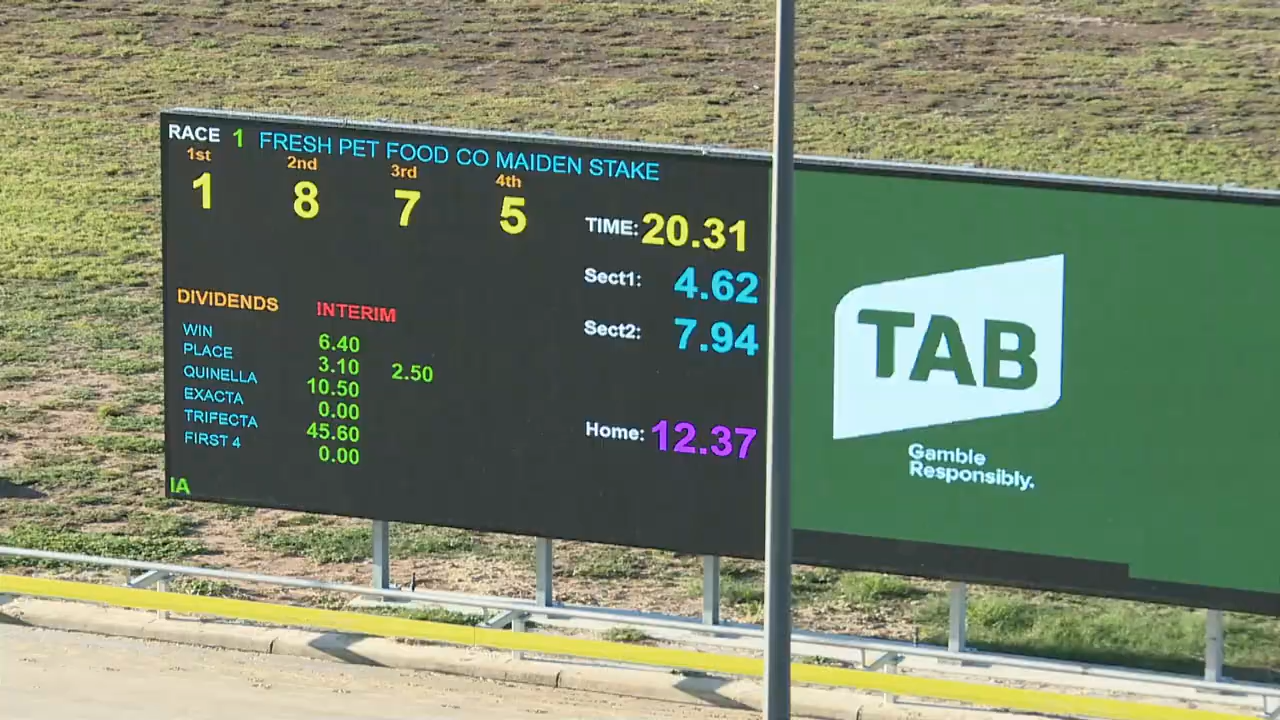 RACE 1 FRESH PET FOOD CO MAIDEN STAKE
1st 2nd 3rd 4th
1 8 7 5
TIME: 20.31
Sect1: 4.62
Sect2: 7.94
Home: 12.37
DIVIDENDS INTERIM
WIN 6.40
PLACE 3.10 2.50
QUINELLA 10.50
EXACTA 0.00
TRIFECTA 45.60
FIRST 4 0.00
IA
TAB
Gamble
Responsibly.